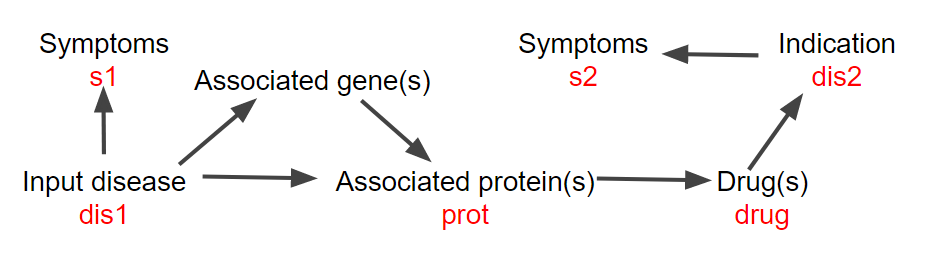 Symptoms
s1
Associated gene(s)
Symptoms
s2
Indication
dis2
Input disease
dis1
Associated protein(s)
prot
Drug(s)
drug